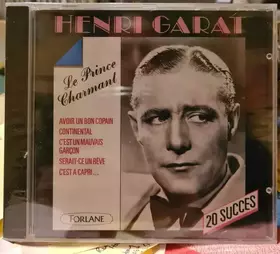 HENRI GARAT
Le Prince
Charmant
AVOIR UN BON COPAIN
CONTINENTAL
C'EST UN MAUVAIS
GARÇON
SERAIT-CE UN RÊVE
C'EST A CAPRI...
FORLANE
20 SUCCES